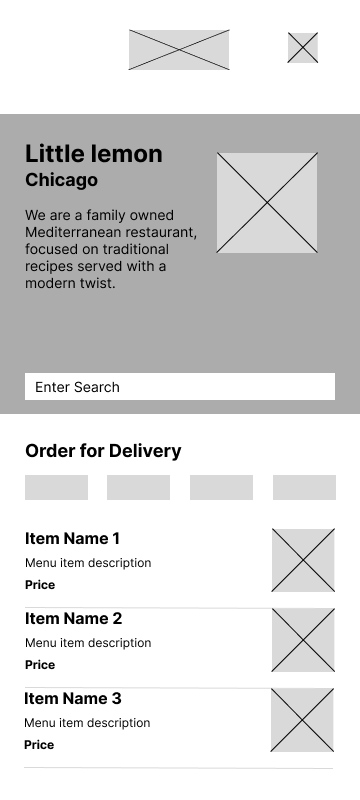 Little lemon
Chicago
We are a family owned
Mediterranean restaurant,
focused on traditional
recipes served with a
modern twist.
Enter Search
Order for Delivery
Item Name 1
Menu item description
Price
Item Name 2
Menu item description
Price
Item Name 3
Menu item description
Price